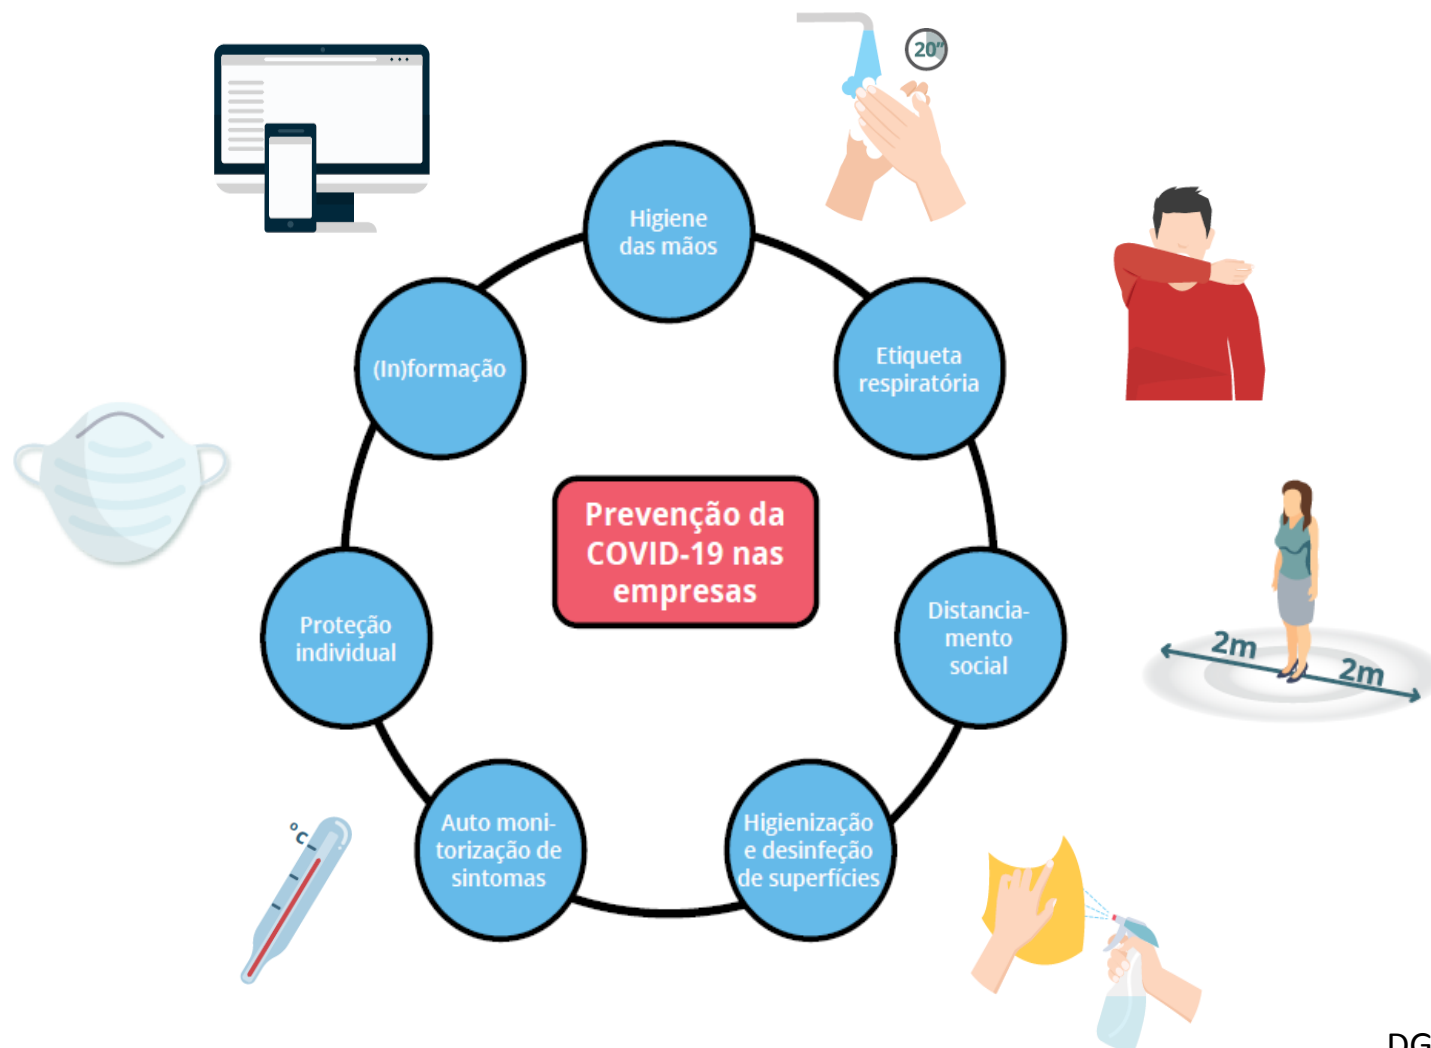 20”
Higiene
das mãos
(In)formação
Etiqueta
respiratória
Prevenção da
COVID-19 nas
empresas
Proteção
individual
Distancia-
mento
social
2m
2m
Auto moni-
torização de
sintomas
Higienização
e desinfeção
de superfícies
°c
DG